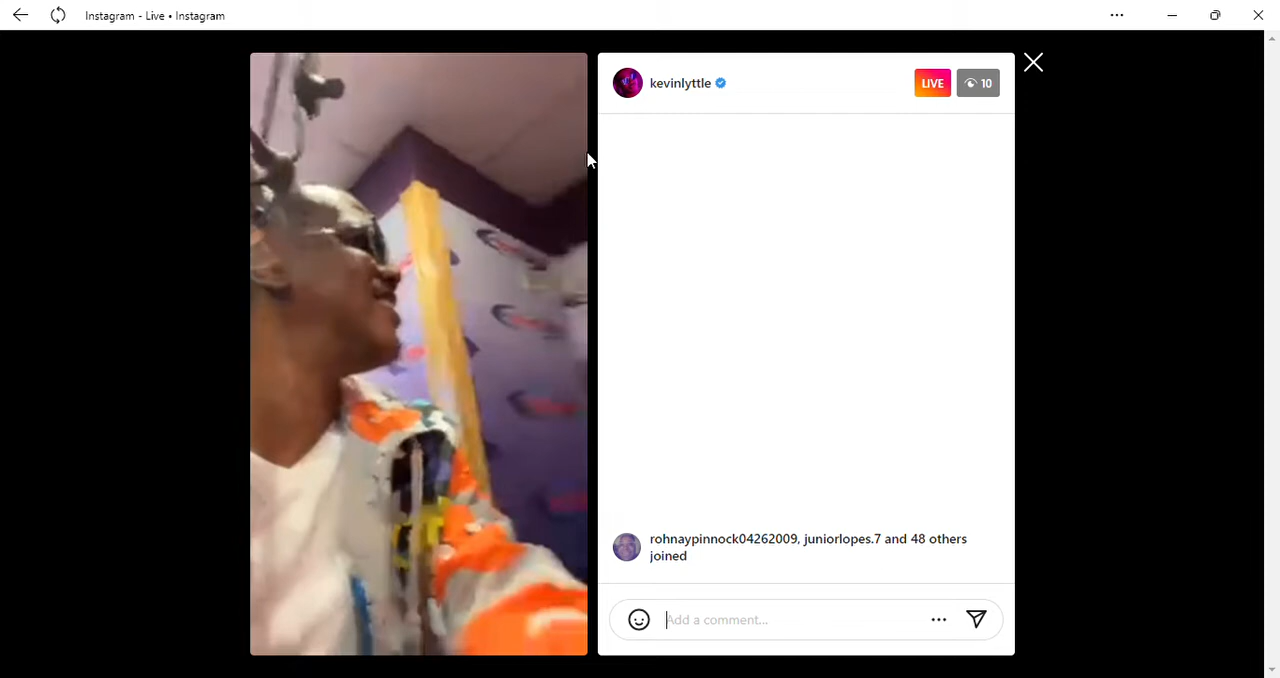 Instagram - Live • Instagram
kevinlyttle
LIVE
10
rohnaypinnock04262009, juniorlopes.7 and 48 others
joined
Add a comment...